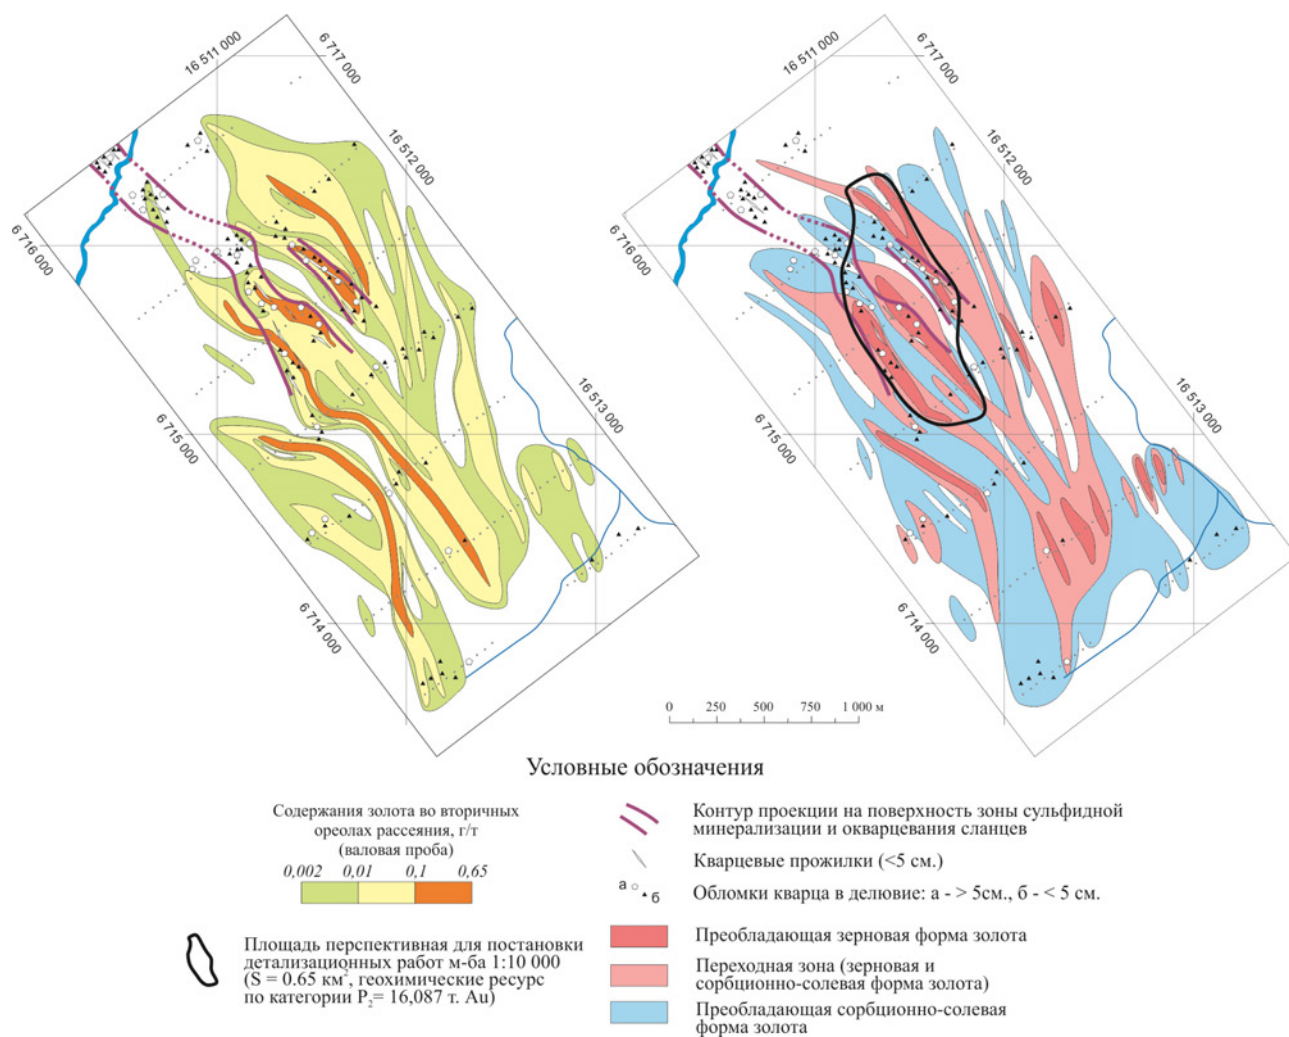 16 511 000
6 717 000
16 512 000
6 716 000
16 513 000
6 715 000
6 714 000
16 511 000
6 717 000
16 512 000
6 716 000
16 513 000
6 715 000
6 714 000
0 250 500 750 1 000 м
Условные обозначения
Содержания золота во вторичных
ореолах рассеяния, г/т
(валовая проба)
0,002 0,01 0,1 0,65
Площадь перспективная для постановки
детализационных работ м-ба 1:10 000
(S = 0.65 км², геохимические ресурс
по категории P₂= 16,087 т. Au)
Контур проекции на поверхность зоны сульфидной
минерализации и окварцевания сланцев
Кварцевые прожилки (<5 см.)
а б
Обломки кварца в делювие: а - > 5см., б - < 5 см.
Преобладающая зерновая форма золота
Переходная зона (зерновая и
сорбционно-солевая форма золота)
Преобладающая сорбционно-солевая
форма золота